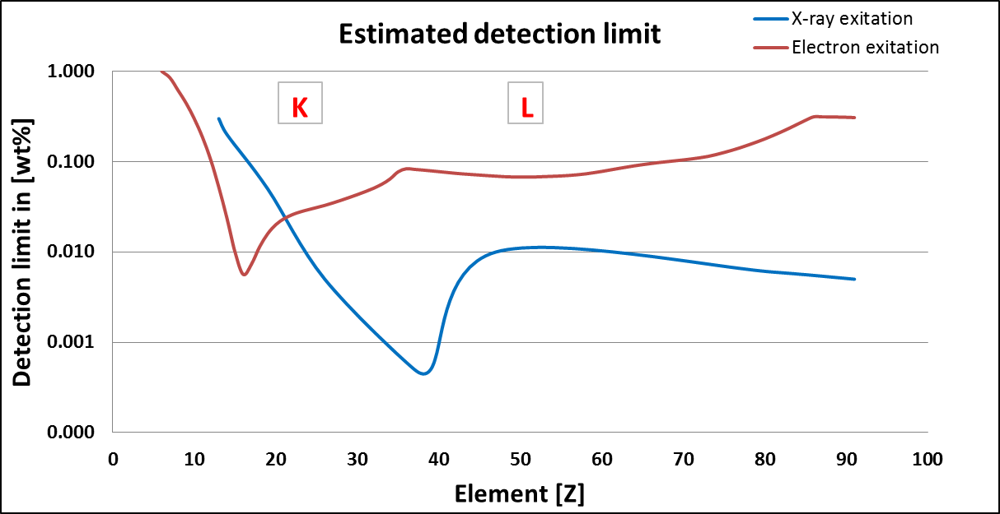 Estimated detection limit
X-ray exitation
Electron exitation
K
L
Detection limit in [wt%]
1.000
0.100
0.010
0.001
0.000
0 10 20 30 40 50 60 70 80 90 100
Element [Z]